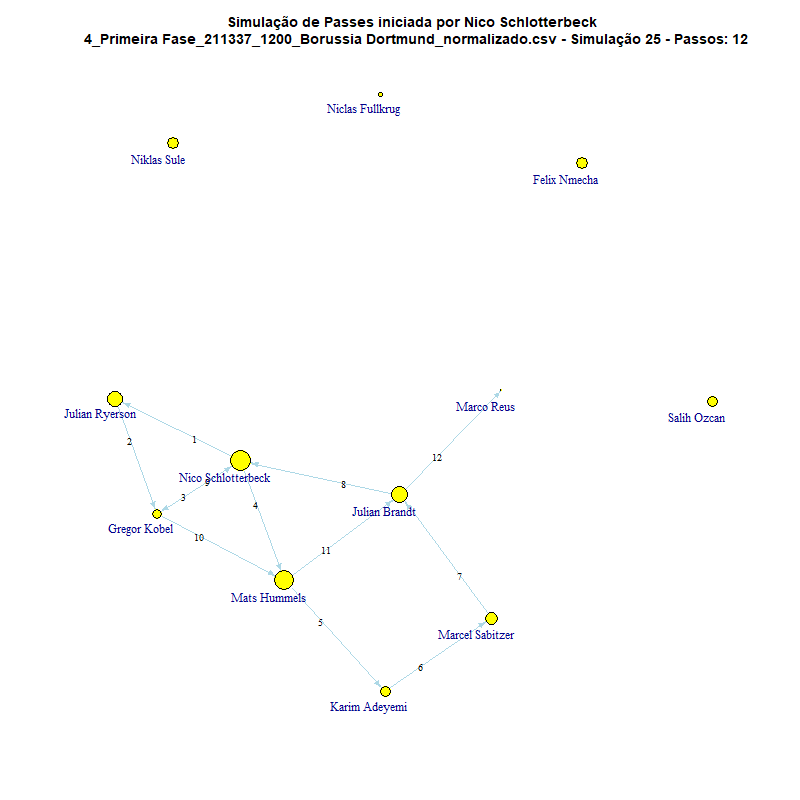 Simulação de Passes iniciada por Nico Schlotterbeck
4_Primeira Fase_211337_1200_Borussia Dortmund_normalizado.csv - Simulação 25 - Passos: 12
Niclas Fullkrug
Niklas Sule
Felix Nmecha
Julian Ryerson
Marco Reus
Salih Ozcan
1
2
12
Nico Schlotterbeck
9
8
3
4
Julian Brandt
Gregor Kobel
10
11
7
Mats Hummels
5
Marcel Sabitzer
6
Karim Adeyemi